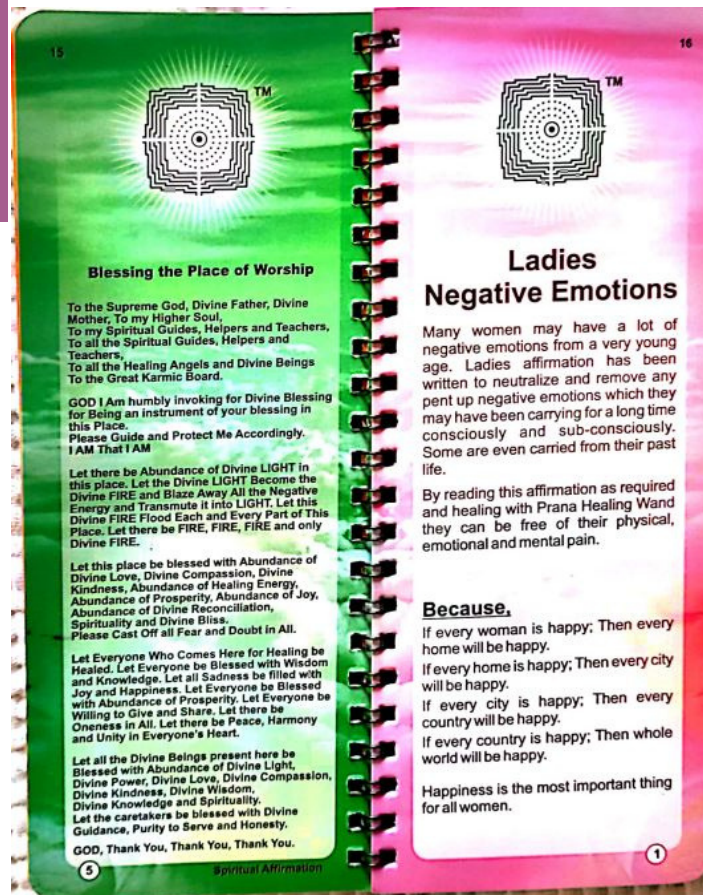 15
TM
Blessing the Place of Worship
To the Supreme God, Divine Father, Divine
Mother, To my Higher Soul,
To my Spiritual Guides, Helpers and Teachers,
To all the Spiritual Guides, Helpers and
Teachers,
To all the Healing Angels and Divine Beings
To the Great Karmic Board.
GOD I Am humbly invoking for Divine Blessing
for Being an instrument of your blessing in
this Place.
Please Guide and Protect Me Accordingly.
I AM That I AM
Let there be Abundance of Divine LIGHT in
this place. Let the Divine LIGHT Become the
Divine FIRE and Blaze Away All the Negative
Energy and Transmute it into LIGHT. Let this
Divine FIRE Flood Each and Every Part of This
Place. Let there be FIRE, FIRE, FIRE and only
Divine FIRE.
Let this place be blessed with Abundance of
Divine Love, Divine Compassion, Divine
Kindness, Abundance of Healing Energy,
Abundance of Prosperity, Abundance of Joy,
Abundance of Divine Reconciliation,
Spirituality and Divine Bliss.
Please Cast Off all Fear and Doubt in All.
Let Everyone Who Comes Here for Healing be
Healed. Let Everyone be Blessed with Wisdom
and Knowledge. Let all Sadness be filled with
Joy and Happiness. Let Everyone be Blessed
with Abundance of Prosperity. Let Everyone be
Willing to Give and Share. Let there be
Oneness in All. Let there be Peace, Harmony
and Unity in Everyone's Heart.
Let all the Divine Beings present here be
Blessed with Abundance of Divine Light,
Divine Power, Divine Love, Divine Compassion,
Divine Kindness, Divine Wisdom,
Divine Knowledge and Spirituality.
Let the caretakers be blessed with Divine
Guidance, Purity to Serve and Honesty.
GOD, Thank You, Thank You, Thank You.
5
Spiritual Affirmation
16
TM
Ladies
Negative Emotions
Many women may have a lot of
negative emotions from a very young
age. Ladies affirmation has been
written to neutralize and remove any
pent up negative emotions which they
may have been carrying for a long time
consciously and sub-consciously.
Some are even carried from their past
life.
By reading this affirmation as required
and healing with Prana Healing Wand
they can be free of their physical,
emotional and mental pain.
Because,
If every woman is happy; Then every
home will be happy.
If every home is happy; Then every city
will be happy.
If every city is happy; Then every
country will be happy.
If every country is happy; Then whole
world will be happy.
Happiness is the most important thing
for all women.
1